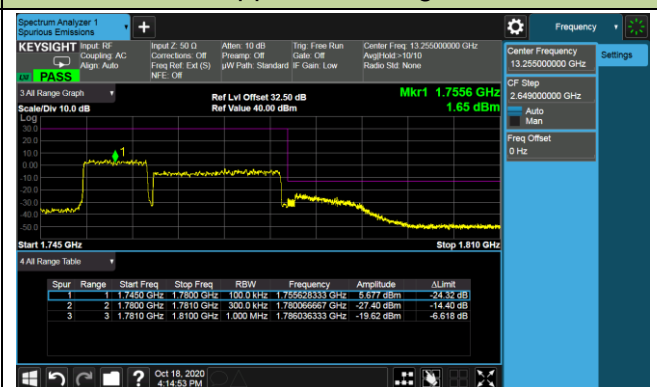 Spectrum Analyzer 1
Spurious Emissions
Frequency
KEYSIGHT
Input: RF
Coupling: AC
Align: Auto
Input Z: 50 Ω
Corrections: Off
Freq Ref: Ext (S)
NFE: Off
Atten: 10 dB
Preamp: Off
µW Path: Standard
Trig: Free Run
Gate: Off
IF Gain: Low
Center Freq: 13.255000000 GHz
Avg|Hold:>10/10
Radio Std: None
PASS
Center Frequency
13.255000000 GHz
Settings
CF Step
2.649000000 GHz
Auto
Man
Freq Offset
0 Hz
3 All Range Graph
Scale/Div 10.0 dB
Ref Lvl Offset 32.50 dB
Ref Value 40.00 dBm
Mkr1 1.7556 GHz
1.65 dBm
Log
30.0
20.0
10.0
0.00
-10.0
-20.0
-30.0
-40.0
-50.0
1
Start 1.745 GHz
Stop 1.810 GHz
4 All Range Table
Spur Range Start Freq Stop Freq RBW Frequency Amplitude ΔLimit
1 1 1.7450 GHz 1.7800 GHz 100.0 kHz 1.755628333 GHz 5.677 dBm -24.32 dB
2 2 1.7800 GHz 1.7810 GHz 300.0 kHz 1.780066667 GHz -27.40 dBm -14.40 dB
3 3 1.7810 GHz 1.8100 GHz 1.000 MHz 1.786036333 GHz -19.62 dBm -6.618 dB
Oct 18, 2020
4:14:53 PM